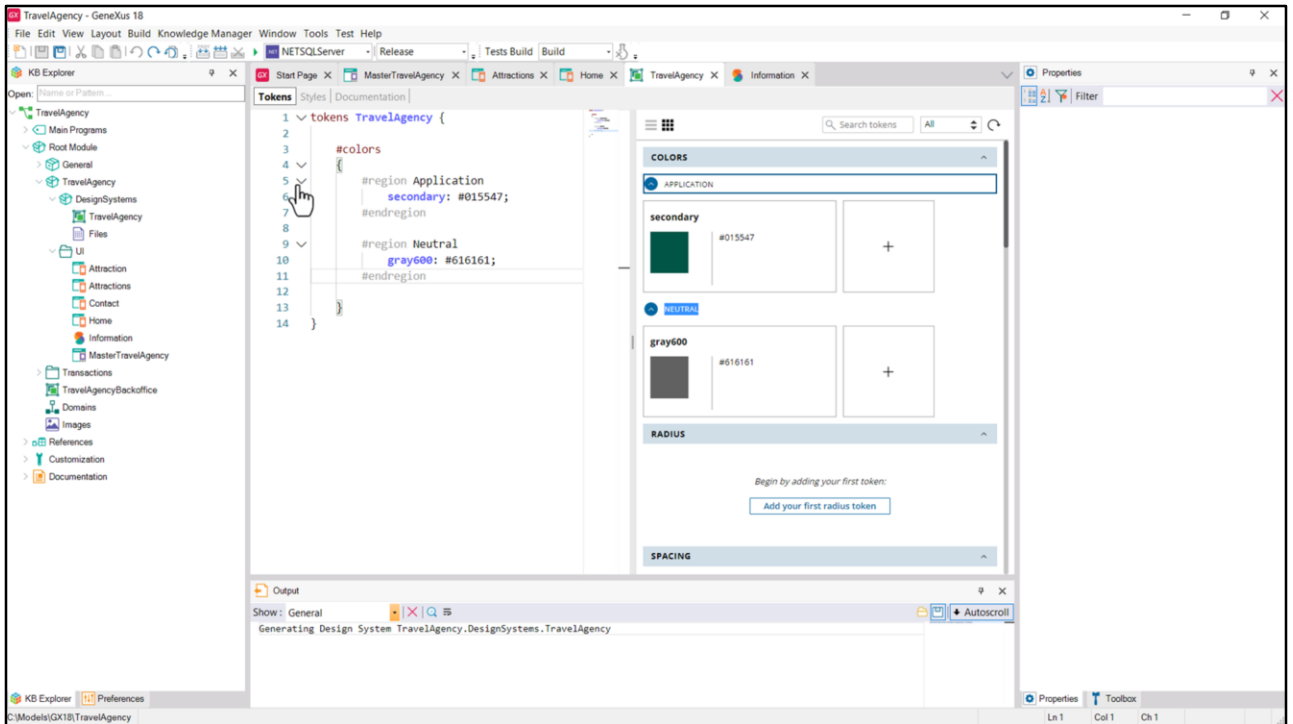 GX TravelAgency - GeneXus 18
File Edit View Layout Build Knowledge Manager Window Tools Test Help
NETSQLServer Release Tests Build Build
KB Explorer
Open: Name or Pattern ...
TravelAgency
Main Programs
Root Module
General
TravelAgency
DesignSystems
TravelAgency
Files
UI
Attraction
Attractions
Contact
Home
Information
MasterTravelAgency
Transactions
TravelAgencyBackoffice
Domains
Images
References
Customization
Documentation
KB Explorer Preferences
GX Start Page MasterTravelAgency Attractions Home TravelAgency Information
Tokens Styles Documentation
1 tokens TravelAgency {
2
3 #colors
4 {
5 #region Application
6 secondary: #015547;
7 #endregion
8
9 #region Neutral
10 gray600: #616161;
11 #endregion
12
13 }
14 }
Search tokens All
COLORS
APPLICATION
secondary
#015547
+
NEUTRAL
gray600
#616161
+
RADIUS
Begin by adding your first token:
Add your first radius token
SPACING
Output
Show: General Autoscroll
Generating Design System TravelAgency.DesignSystems.TravelAgency
Properties
Filter
Properties Toolbox
C:\Models\GX18\TravelAgency Ln 1 Col 1 Ch 1